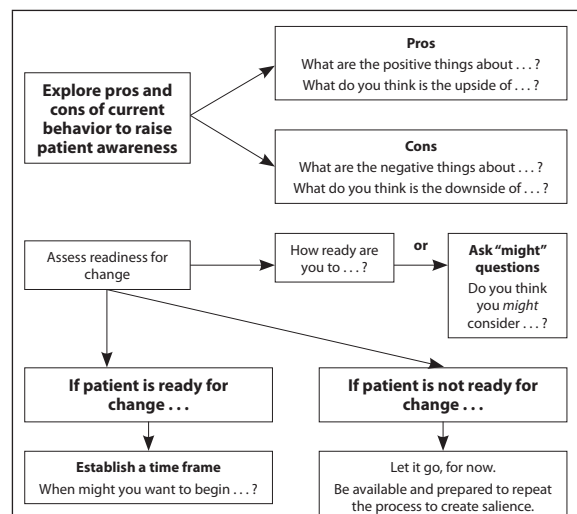 Explore pros and
cons of current
behavior to raise
patient awareness
Pros
What are the positive things about . . . ?
What do you think is the upside of . . . ?
Cons
What are the negative things about . . . ?
What do you think is the downside of . . . ?
Assess readiness for
change
How ready are
you to . . . ?
or
Ask “might”
questions
Do you think
you might
consider . . . ?
If patient is ready for
change . . .
If patient is not ready for
change . . .
Establish a time frame
When might you want to begin . . . ?
Let it go, for now.
Be available and prepared to repeat
the process to create salience.